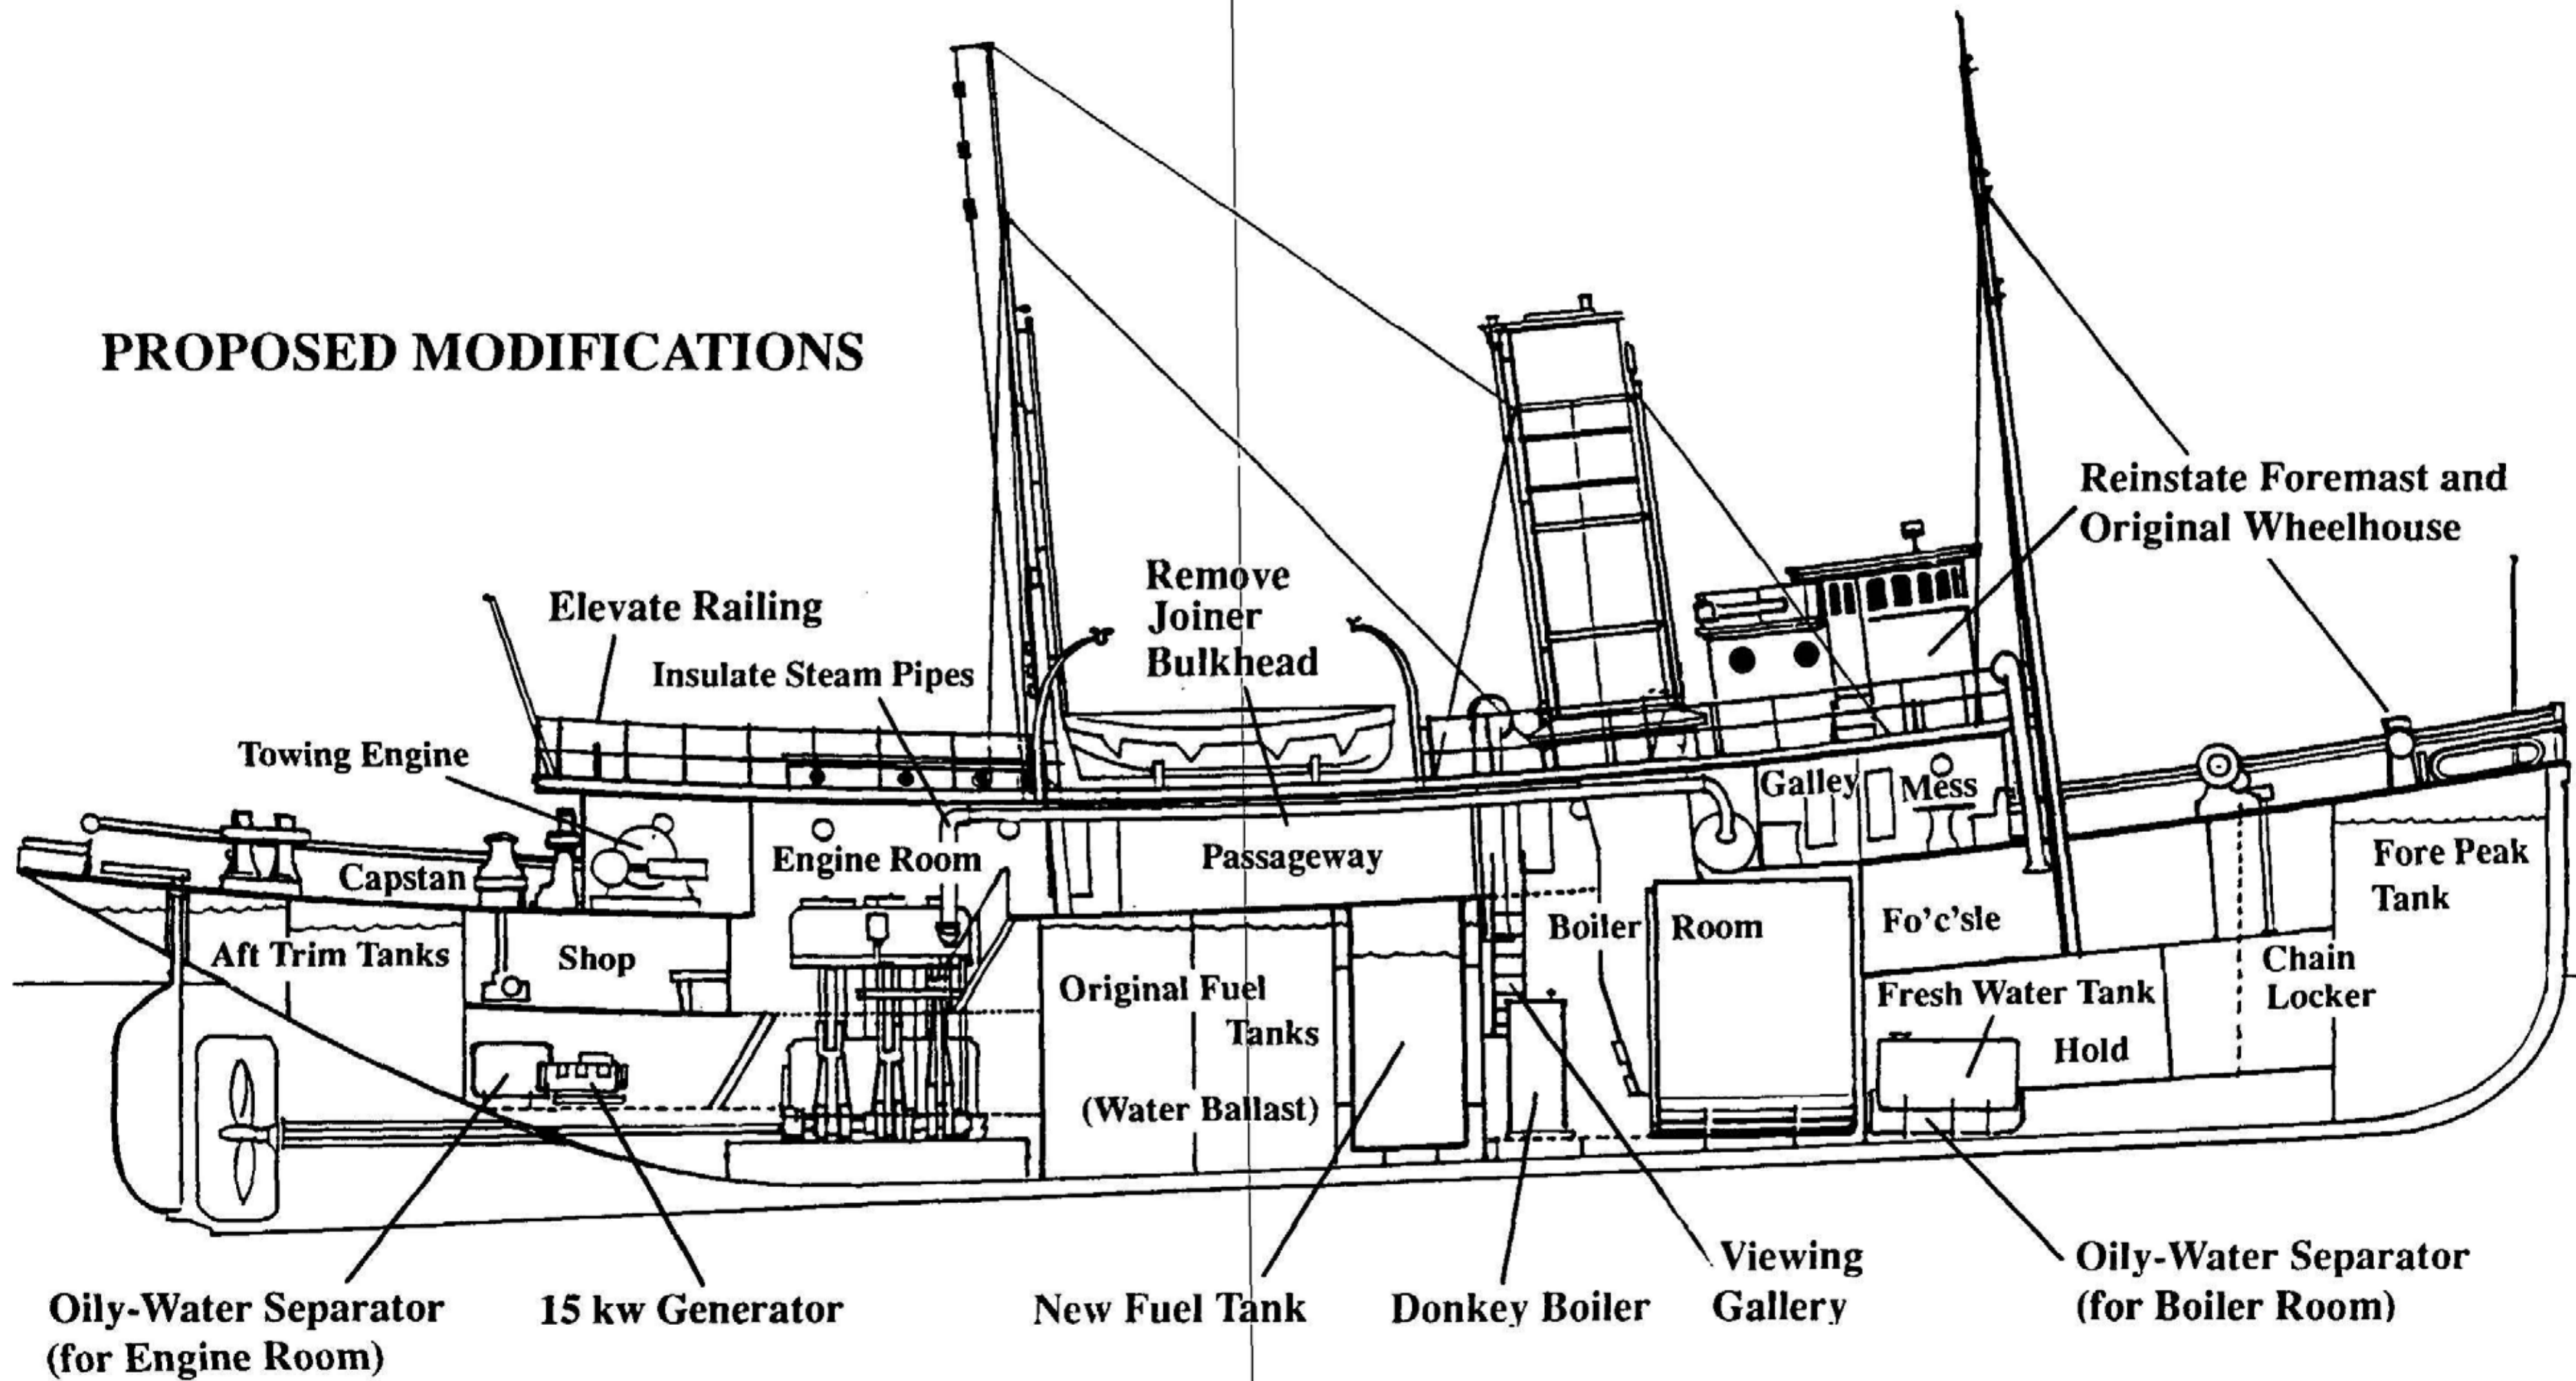 PROPOSED MODIFICATIONS
Reinstate Foremast and
Original Wheelhouse
Elevate Railing
Remove
Joiner
Bulkhead
Insulate Steam Pipes
Towing Engine
Galley
Mess
Capstan
Engine Room
Passageway
Fore Peak
Tank
Aft Trim Tanks
Shop
Boiler Room
Fo'c'sle
Original Fuel
Tanks
(Water Ballast)
Fresh Water Tank
Hold
Chain
Locker
Oily-Water Separator
(for Engine Room)
15 kw Generator
New Fuel Tank
Donkey Boiler
Viewing
Gallery
Oily-Water Separator
(for Boiler Room)